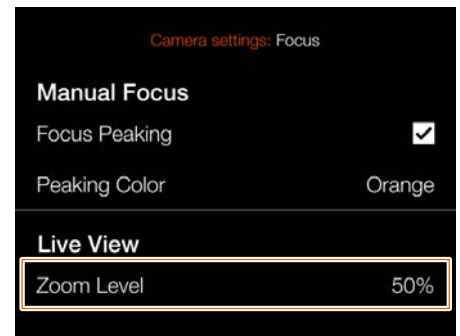 Camera settings: Focus
Manual Focus
Focus Peaking
Peaking Color Orange
Live View
Zoom Level 50%